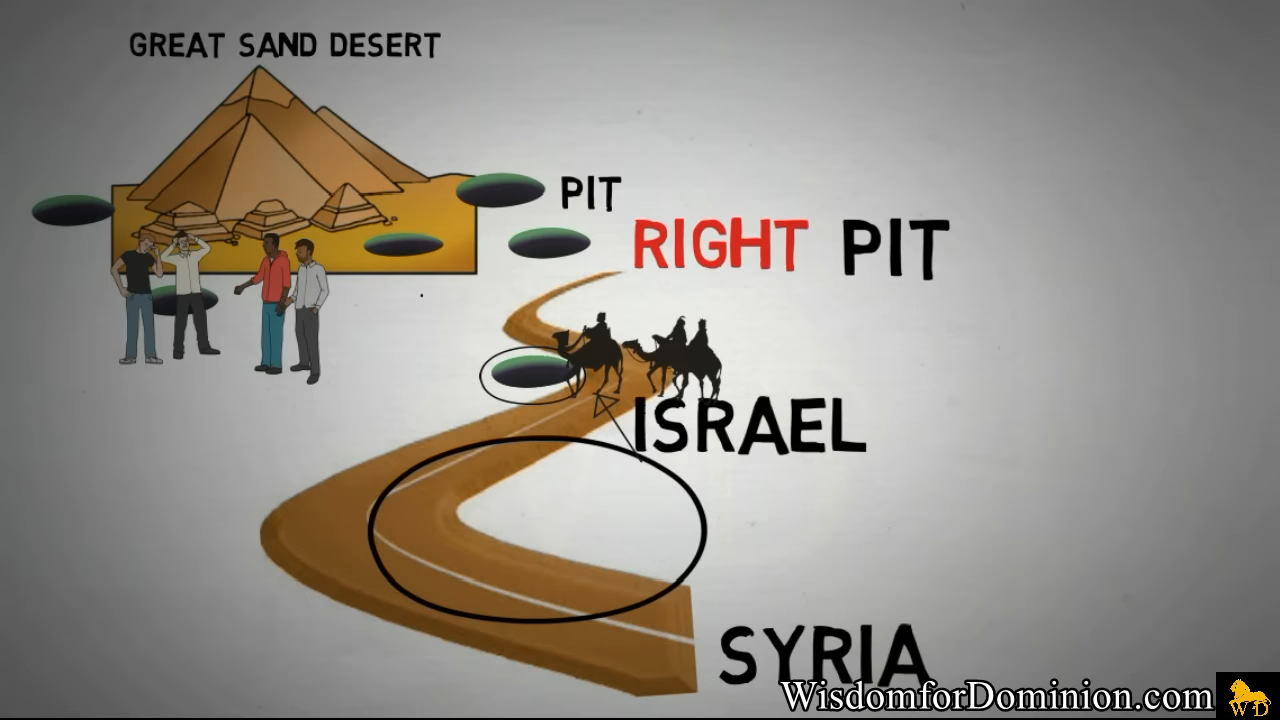 GREAT SAND DESERT
PIT
RIGHT PIT
ISRAEL
SYRIA
WisdomforDominion.com
WD